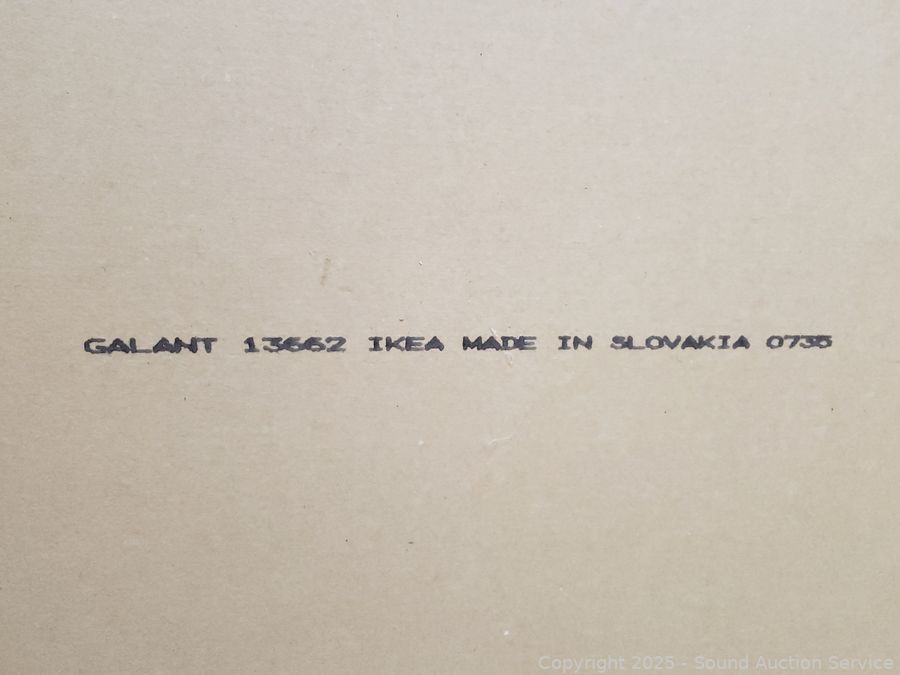 GALANT 13662 IKEA MADE IN SLOVAKIA 0735
Copyright 2025 - Sound Auction Service